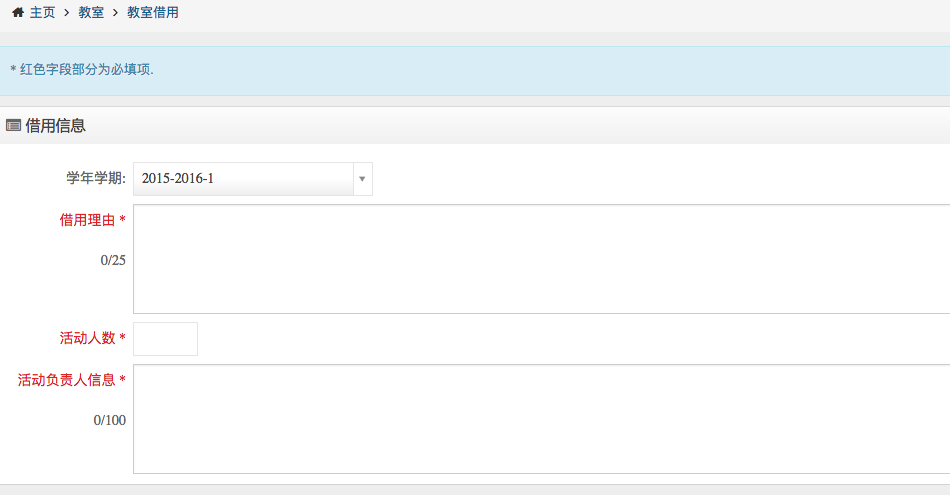 主页 > 教室 > 教室借用
* 红色字段部分为必填项.
借用信息
学年学期: 2015-2016-1
借用理由 *
0/25
活动人数 *
活动负责人信息 *
0/100